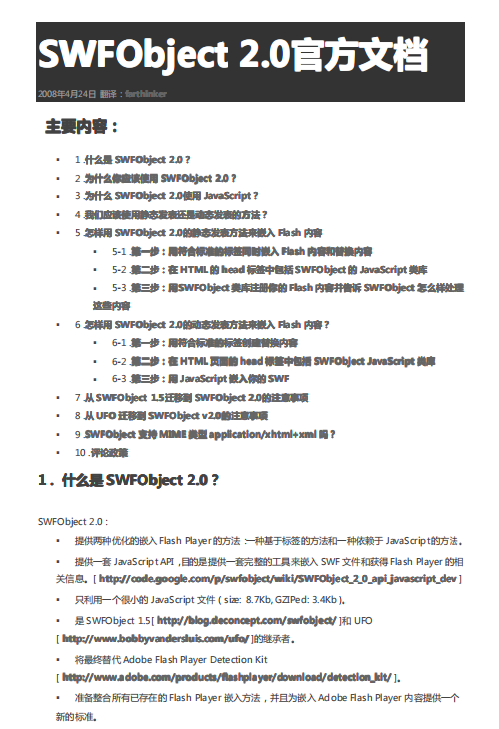 SWFObject 2.0官方文档
2008年4月24日 翻译：farthinker
主要内容：
▪ 1 .什么是 SWFObject 2.0？
▪ 2 .为什么你应该使用 SWFObject 2.0？
▪ 3 .为什么 SWFObject 2.0使用 JavaScript？
▪ 4 .我们应该使用静态发表还是动态发表的方法？
▪ 5 .怎样用 SWFObject 2.0的静态发表方法来嵌入 Flash 内容
▪ 5-1 .第一步：用符合标准的标签同时嵌入 Flash 内容和替换内容
▪ 5-2 .第二步：在 HTML 的 head 标签中包括 SWFObject 的 JavaScript 类库
▪ 5-3 .第三步：用SWFObject 类库注册你的 Flash 内容并告诉 SWFObject 怎么样处理
这些内容
▪ 6 .怎样用 SWFObject 2.0的动态发表方法来嵌入 Flash 内容？
▪ 6-1 .第一步：用符合标准的标签创建替换内容
▪ 6-2 .第二步：在 HTML 页面的 head 标签中包括 SWFObject JavaScript 类库
▪ 6-3 .第三步：用 JavaScript 嵌入你的 SWF
▪ 7 .从 SWFObject 1.5迁移到 SWFObject 2.0的注意事项
▪ 8 .从 UFO 迁移到 SWFObject v2.0的注意事项
▪ 9 .SWFObject 支持 MIME 类型 application/xhtml+xml 吗？
▪ 10 .评论政策
1．什么是 SWFObject 2.0？
SWFObject 2.0：
▪ 提供两种优化的嵌入 Flash Player 的方法：一种基于标签的方法和一种依赖于 JavaScript的方法。
▪ 提供一套 JavaScript API，目的是提供一套完整的工具来嵌入 SWF 文件和获得 Flash Player 的相
关信息。[ http://code.google.com/p/swfobject/wiki/SWFObject_2_0_api_javascript_dev ]
▪ 只利用一个很小的 JavaScript 文件（ size: 8.7Kb, GZIPed: 3.4Kb )。
▪ 是 SWFObject 1.5[ http://blog.deconcept.com/swfobject/ ]和 UFO
[ http://www.bobbyvandersluis.com/ufo/ ]的继承者。
▪ 将最终替代 Adobe Flash Player Detection Kit
[ http://www.adobe.com/products/flashplayer/download/detection_kit/ ]。
▪ 准备整合所有已存在的 Flash Player 嵌入方法，并且为嵌入 Adobe Flash Player 内容提供一个
新的标准。